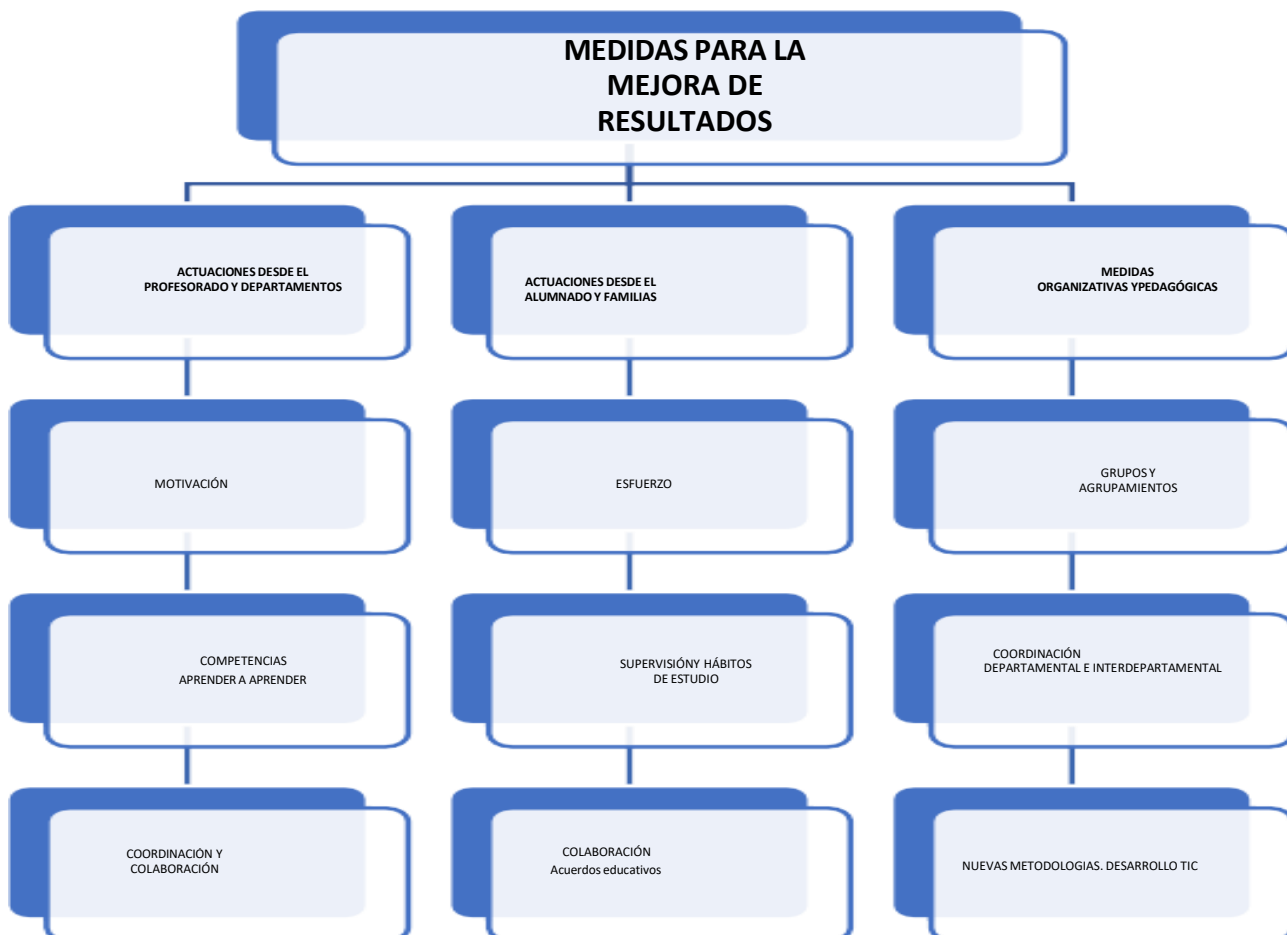 MEDIDAS PARA LA
MEJORA DE
RESULTADOS
ACTUACIONES DESDE EL
PROFESORADO Y DEPARTAMENTOS
ACTUACIONES DESDE EL
ALUMNADO Y FAMILIAS
MEDIDAS
ORGANIZATIVAS YPEDAGÓGICAS
MOTIVACIÓN
ESFUERZO
GRUPOS Y
AGRUPAMIENTOS
COMPETENCIAS
APRENDER A APRENDER
SUPERVISIÓNY HÁBITOS
DE ESTUDIO
COORDINACIÓN
DEPARTAMENTAL E INTERDEPARTAMENTAL
COORDINACIÓN Y
COLABORACIÓN
COLABORACIÓN
Acuerdos educativos
NUEVAS METODOLOGIAS. DESARROLLO TIC